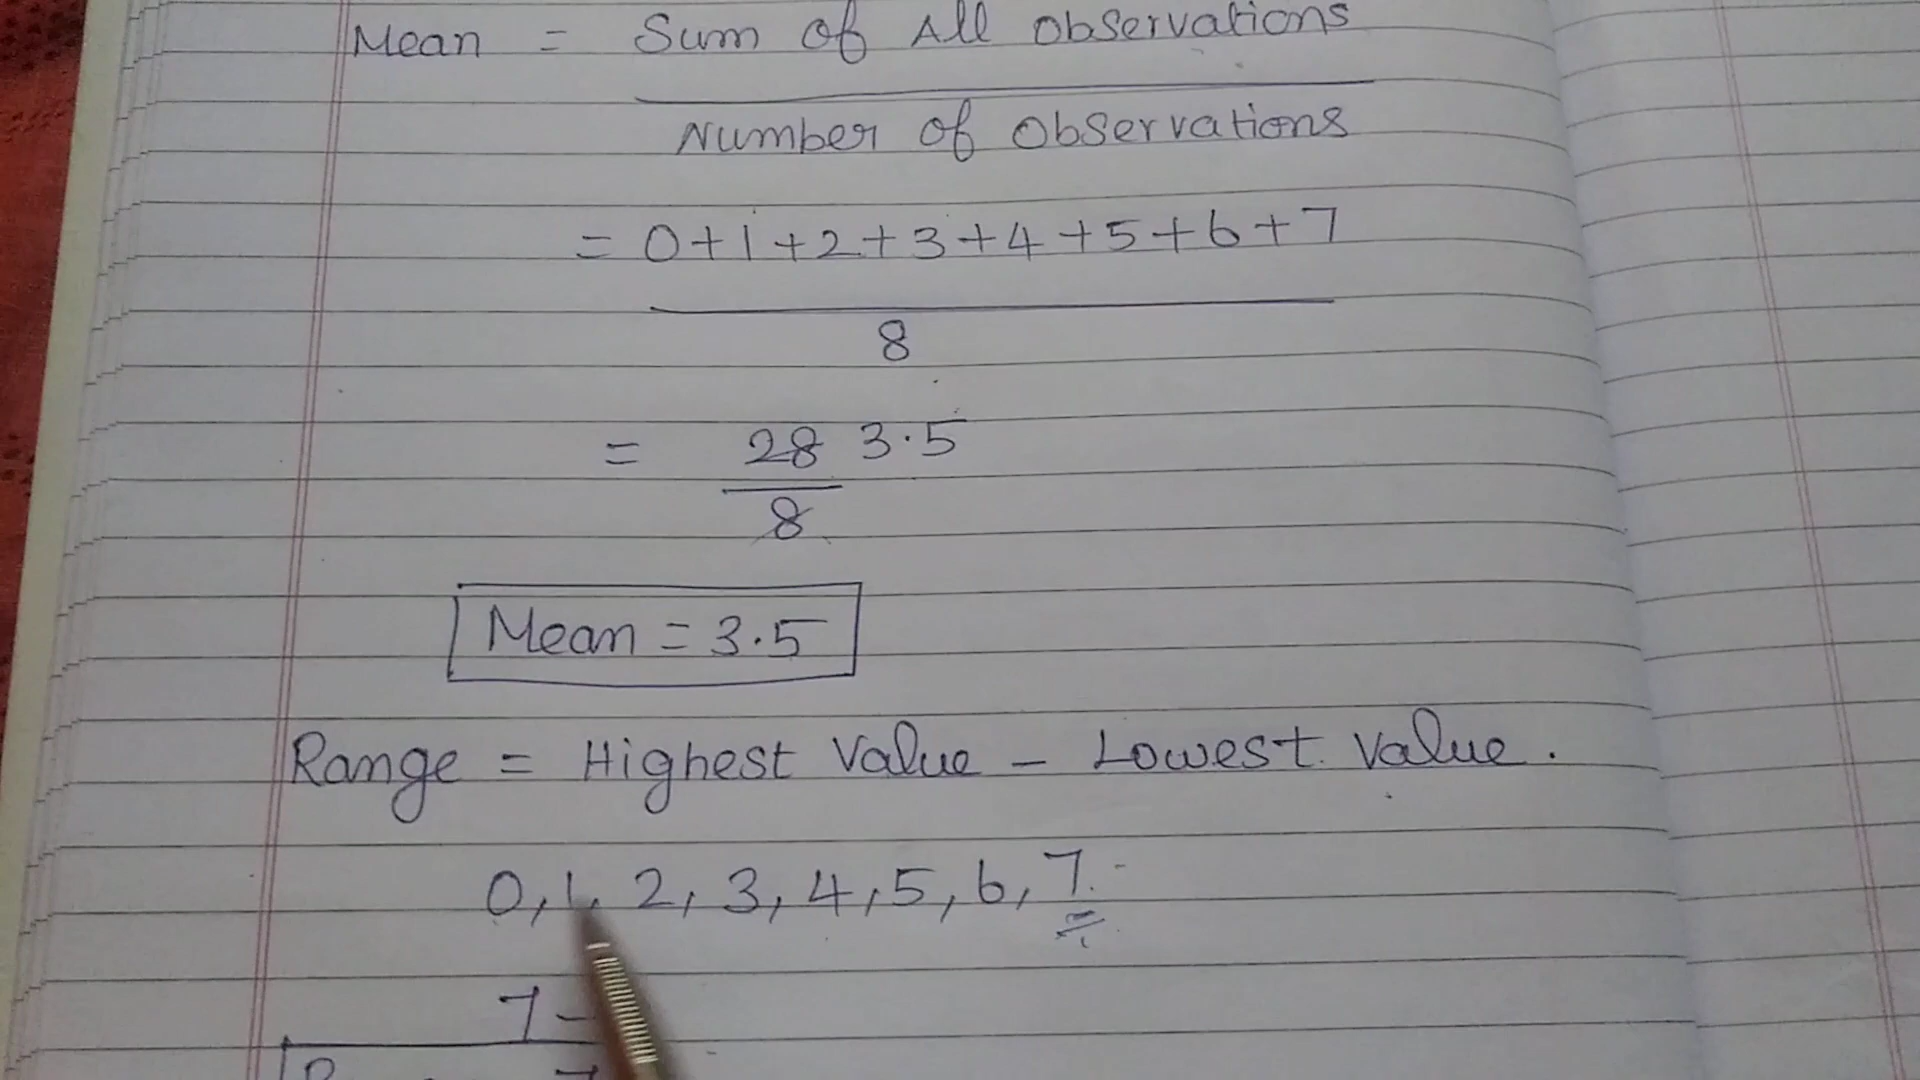 Mean = Sum of All Observations
Number of Observations
= 0+1+2+3+4+5+6+7
8
= 28 3.5
8
Mean = 3.5
Range = Highest Value - Lowest Value.
0, 1, 2, 3, 4, 5, 6, 7.
7 -